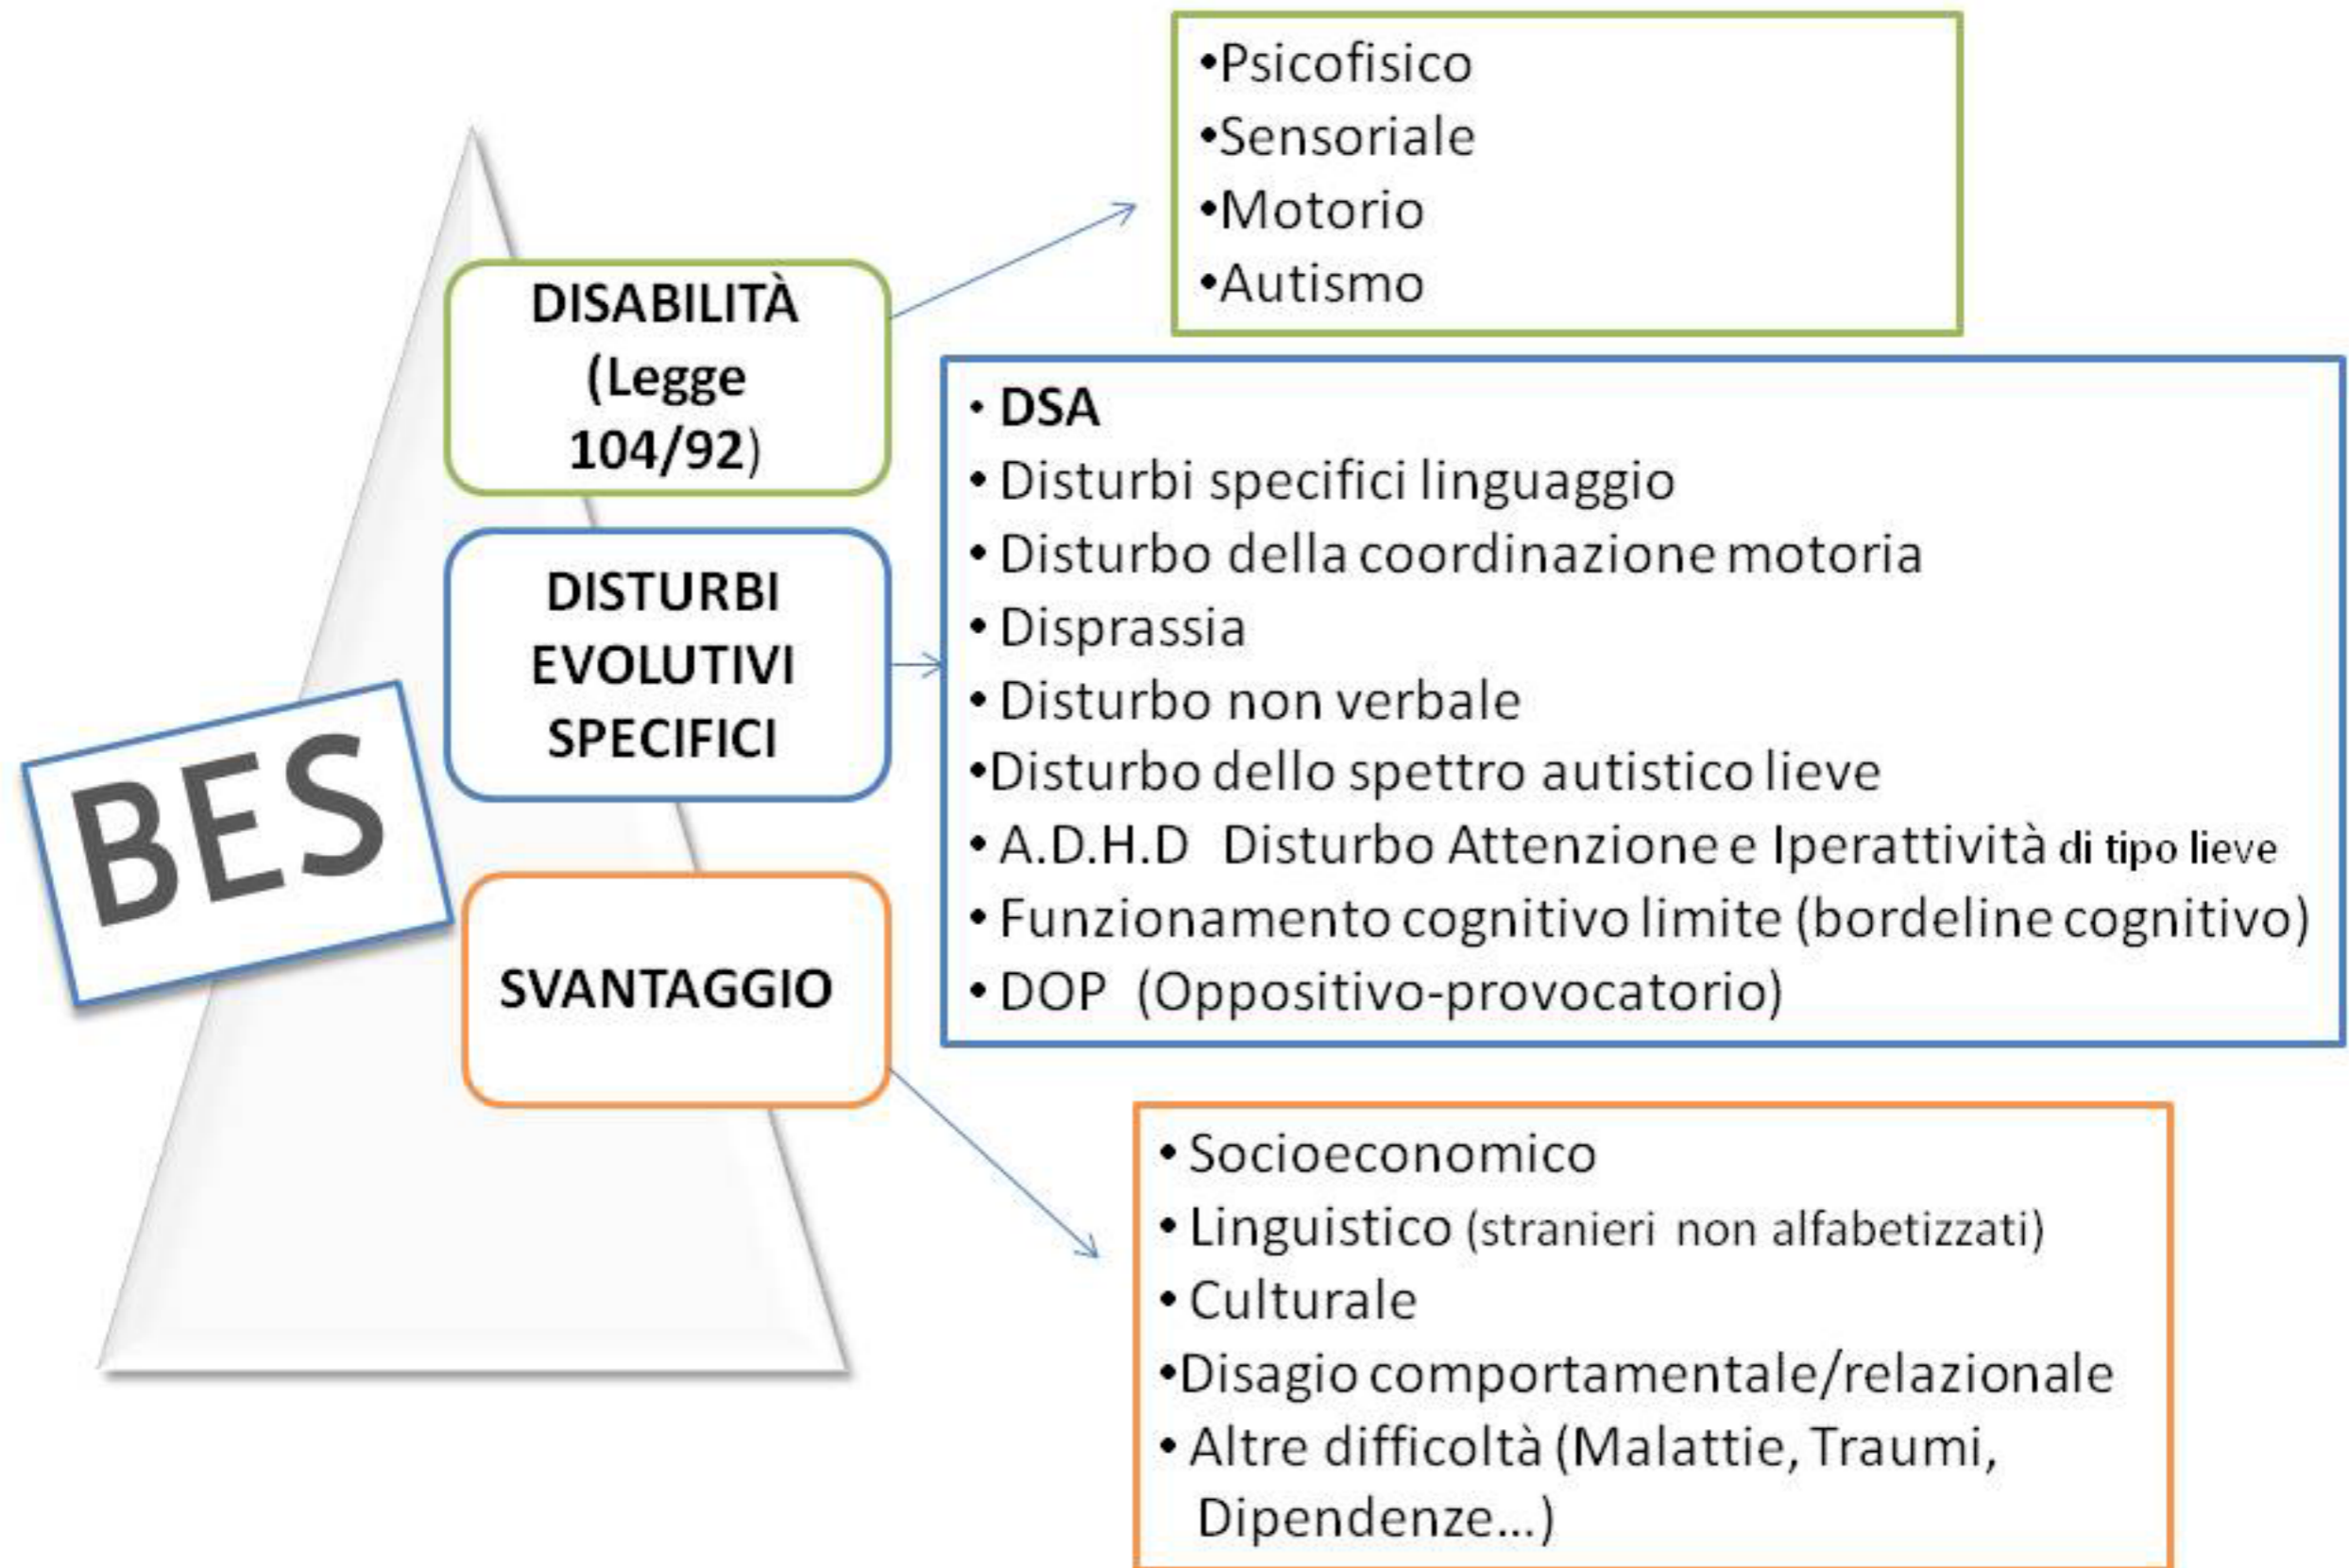 BES
DISABILITÀ
(Legge
104/92)
•Psicofisico
•Sensoriale
•Motorio
•Autismo
DISTURBI
EVOLUTIVI
SPECIFICI
• DSA
• Disturbi specifici linguaggio
• Disturbo della coordinazione motoria
• Disprassia
• Disturbo non verbale
•Disturbo dello spettro autistico lieve
• A.D.H.D Disturbo Attenzione e Iperattività di tipo lieve
• Funzionamento cognitivo limite (bordeline cognitivo)
• DOP (Oppositivo-provocatorio)
SVANTAGGIO
• Socioeconomico
• Linguistico (stranieri non alfabetizzati)
• Culturale
•Disagio comportamentale/relazionale
• Altre difficoltà (Malattie, Traumi,
Dipendenze...)